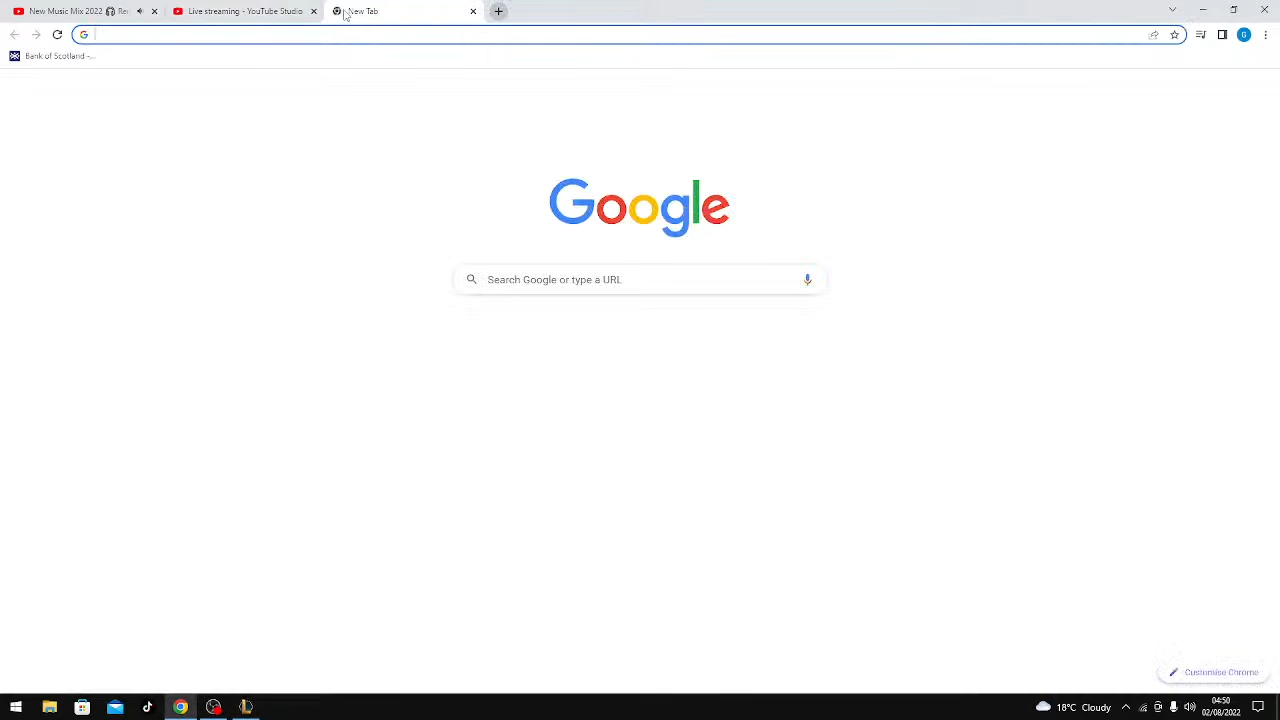 New Music Mix 2022 🎧 Re
Live streaming - YouTube Studio
New Tab
Bank of Scotland -...
Google
Search Google or type a URL
Customise Chrome
18°C Cloudy
04:50
02/08/2022
G